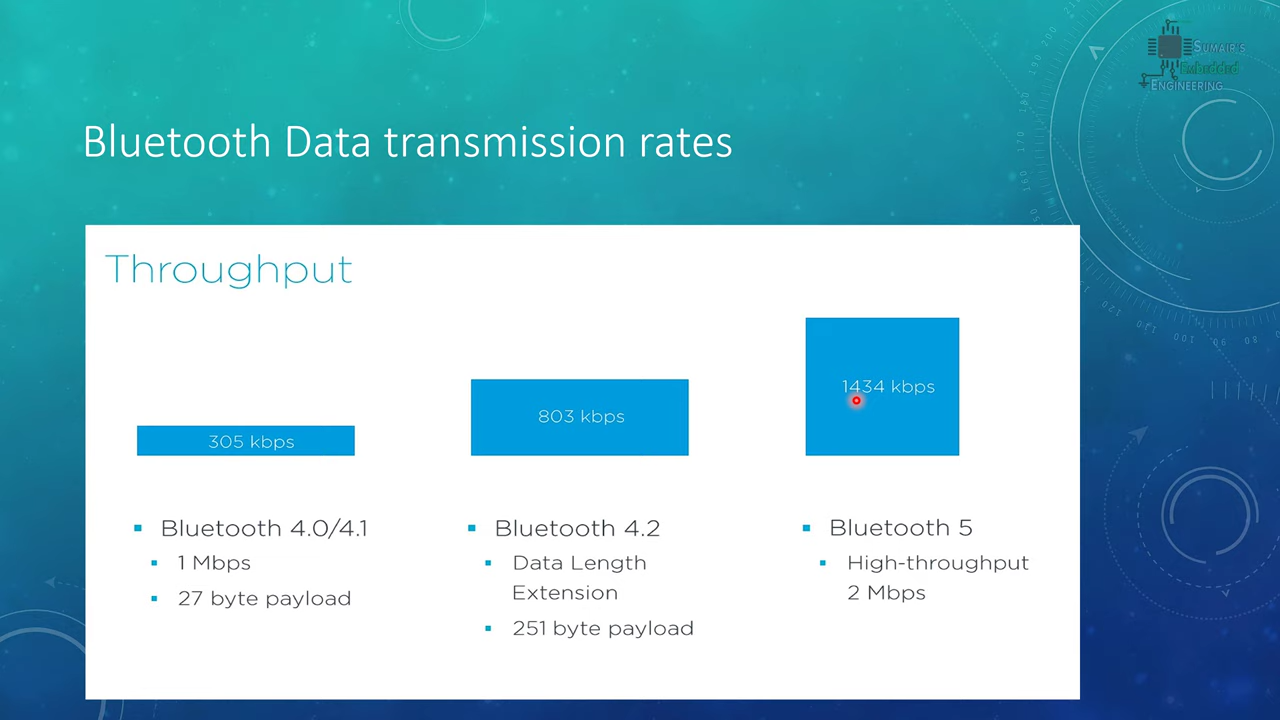 SUMAIR'S
Embedded
ENGINEERING
Bluetooth Data transmission rates
Throughput
305 kbps
803 kbps
1434 kbps
▪ Bluetooth 4.0/4.1
▪ 1 Mbps
▪ 27 byte payload
▪ Bluetooth 4.2
▪ Data Length
Extension
▪ 251 byte payload
▪ Bluetooth 5
▪ High-throughput
2 Mbps